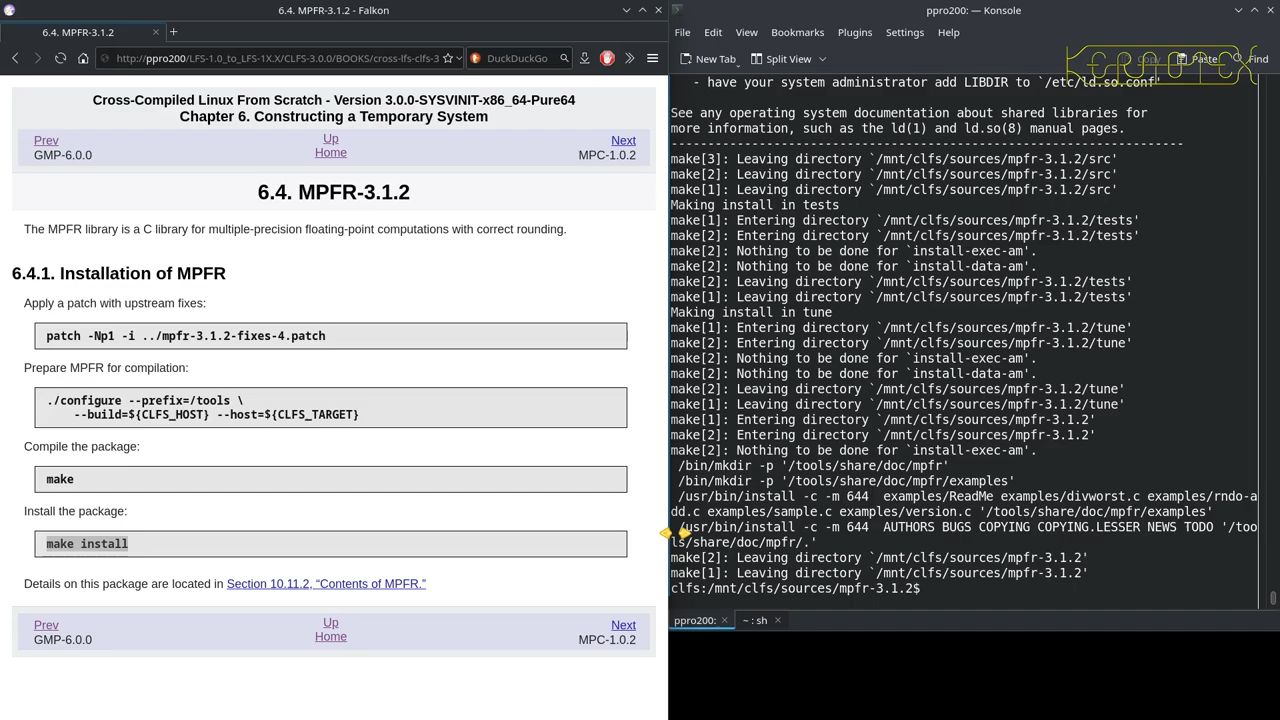 6.4. MPFR-3.1.2 - Falkon
6.4. MPFR-3.1.2
http://ppro200/LFS-1.0_to_LFS-1X.X/CLFS-3.0.0/BOOKS/cross-lfs-clfs-3
DuckDuckGo
Cross-Compiled Linux From Scratch - Version 3.0.0-SYSVINIT-x86_64-Pure64
Chapter 6. Constructing a Temporary System
Prev
Up
Next
GMP-6.0.0
Home
MPC-1.0.2
6.4. MPFR-3.1.2
The MPFR library is a C library for multiple-precision floating-point computations with correct rounding.
6.4.1. Installation of MPFR
Apply a patch with upstream fixes:
patch -Np1 -i ../mpfr-3.1.2-fixes-4.patch
Prepare MPFR for compilation:
./configure --prefix=/tools \
--build=${CLFS_HOST} --host=${CLFS_TARGET}
Compile the package:
make
Install the package:
make install
Details on this package are located in Section 10.11.2, “Contents of MPFR.”
Prev
Up
Next
GMP-6.0.0
Home
MPC-1.0.2
ppro200: — Konsole
File Edit View Bookmarks Plugins Settings Help
New Tab Split View Copy Paste Find
- have your system administrator add LIBDIR to `/etc/ld.so.conf'
See any operating system documentation about shared libraries for
more information, such as the ld(1) and ld.so(8) manual pages.
----------------------------------------------------------------------
make[3]: Leaving directory `/mnt/clfs/sources/mpfr-3.1.2/src'
make[2]: Leaving directory `/mnt/clfs/sources/mpfr-3.1.2/src'
make[1]: Leaving directory `/mnt/clfs/sources/mpfr-3.1.2/src'
Making install in tests
make[1]: Entering directory `/mnt/clfs/sources/mpfr-3.1.2/tests'
make[2]: Entering directory `/mnt/clfs/sources/mpfr-3.1.2/tests'
make[2]: Nothing to be done for `install-exec-am'.
make[2]: Nothing to be done for `install-data-am'.
make[2]: Leaving directory `/mnt/clfs/sources/mpfr-3.1.2/tests'
make[1]: Leaving directory `/mnt/clfs/sources/mpfr-3.1.2/tests'
Making install in tune
make[1]: Entering directory `/mnt/clfs/sources/mpfr-3.1.2/tune'
make[2]: Entering directory `/mnt/clfs/sources/mpfr-3.1.2/tune'
make[2]: Nothing to be done for `install-exec-am'.
make[2]: Nothing to be done for `install-data-am'.
make[2]: Leaving directory `/mnt/clfs/sources/mpfr-3.1.2/tune'
make[1]: Leaving directory `/mnt/clfs/sources/mpfr-3.1.2/tune'
make[1]: Entering directory `/mnt/clfs/sources/mpfr-3.1.2'
make[2]: Entering directory `/mnt/clfs/sources/mpfr-3.1.2'
make[2]: Nothing to be done for `install-exec-am'.
/bin/mkdir -p '/tools/share/doc/mpfr'
/bin/mkdir -p '/tools/share/doc/mpfr/examples'
/usr/bin/install -c -m 644 examples/ReadMe examples/divworst.c examples/rndo-a
dd.c examples/sample.c examples/version.c '/tools/share/doc/mpfr/examples'
/usr/bin/install -c -m 644 AUTHORS BUGS COPYING COPYING.LESSER NEWS TODO '/too
ls/share/doc/mpfr/.'
make[2]: Leaving directory `/mnt/clfs/sources/mpfr-3.1.2'
make[1]: Leaving directory `/mnt/clfs/sources/mpfr-3.1.2'
clfs:/mnt/clfs/sources/mpfr-3.1.2$
ppro200:
~ : sh